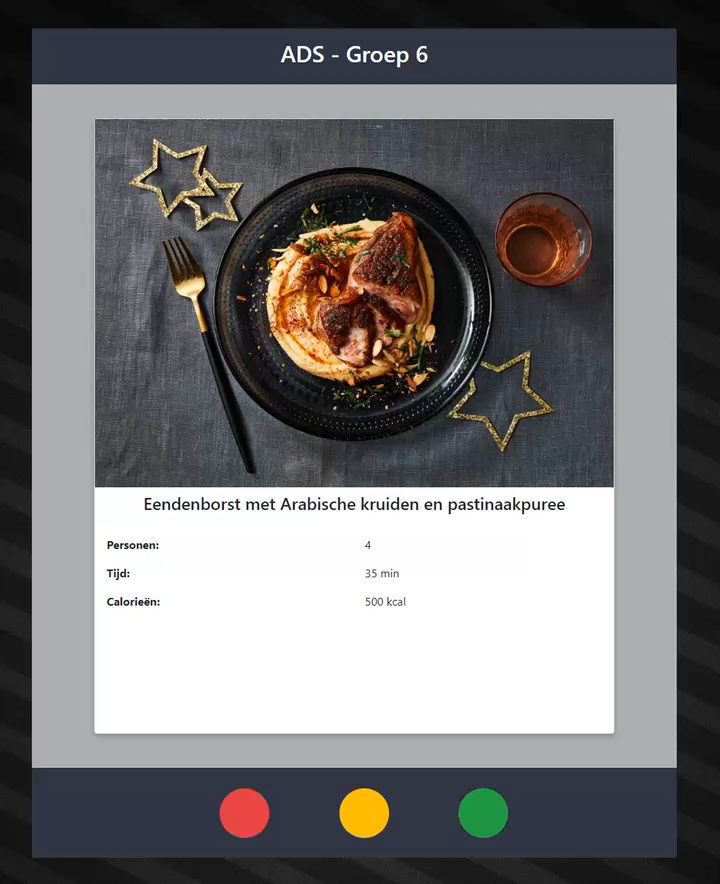 ADS - Groep 6
Eendenborst met Arabische kruiden en pastinaakpuree
Personen: 4
Tijd: 35 min
Calorieën: 500 kcal